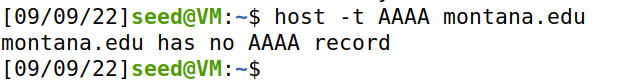 [09/09/22]seed@VM:~$ host -t AAAA montana.edu
montana.edu has no AAAA record
[09/09/22]seed@VM:~$